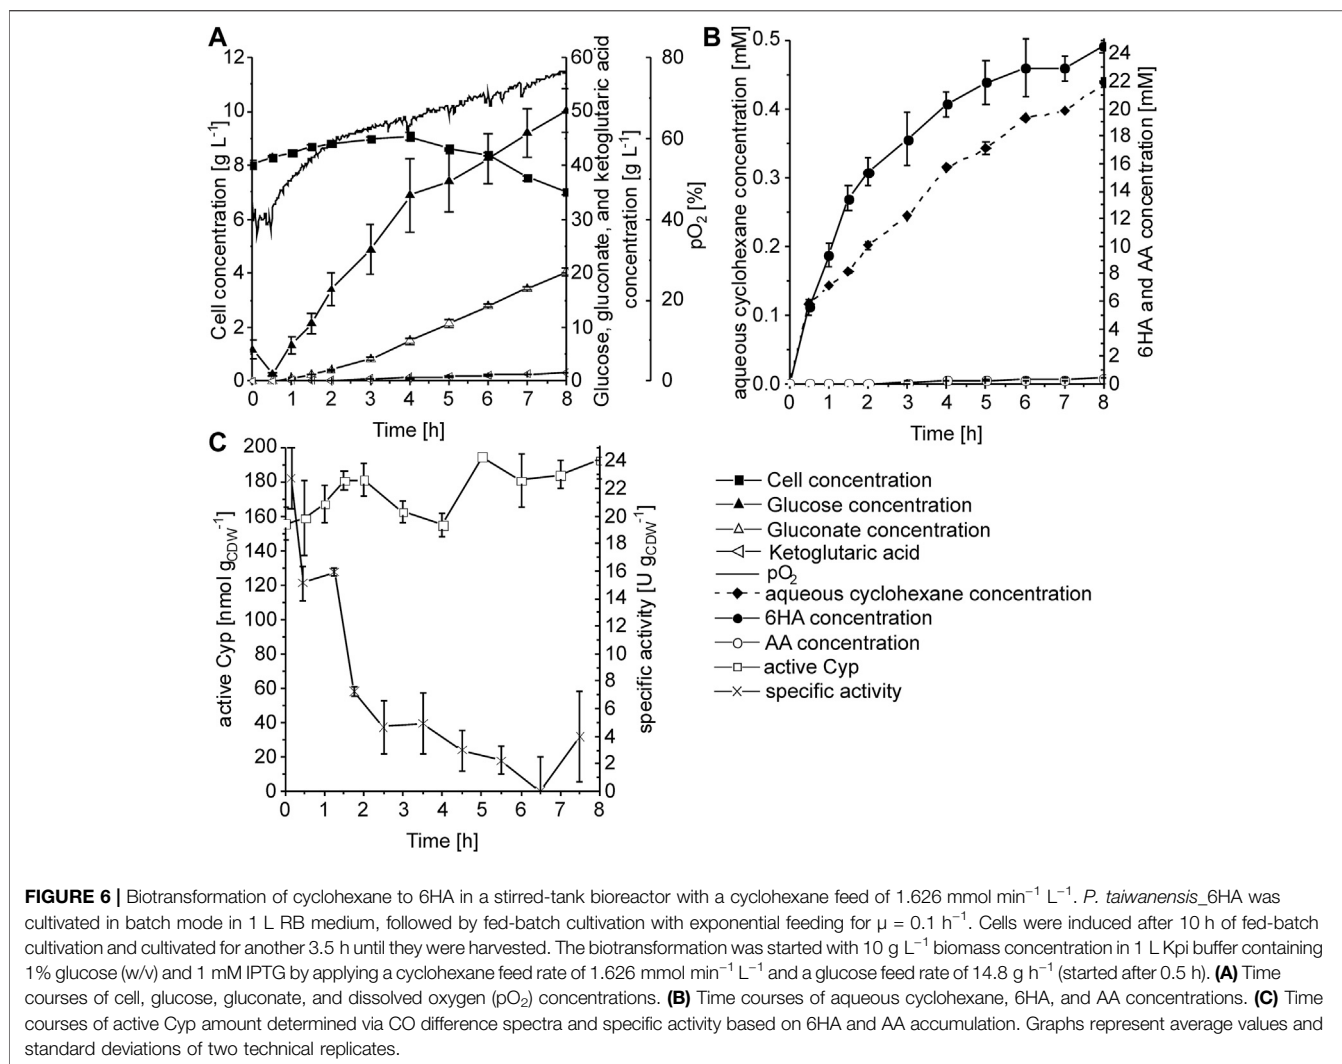 A
Cell concentration [g L⁻¹]
12
10
8
6
4
2
0
60
50
40
30
20
10
0
Glucose, gluconate, and ketoglutaric acid
concentration [g L⁻¹]
80
60
40
20
0
pO₂ [%]
0 1 2 3 4 5 6 7 8
Time [h]
B
aqueous cyclohexane concentration [mM]
0.5
0.4
0.3
0.2
0.1
0.0
24
22
20
18
16
14
12
10
8
6
4
2
0
6HA and AA concentration [mM]
0 1 2 3 4 5 6 7 8
Time [h]
C
active Cyp [nmol g_CDW⁻¹]
200
180
160
140
120
100
80
60
40
20
0
24
22
20
18
16
14
12
10
8
6
4
2
0
specific activity [U g_CDW⁻¹]
0 1 2 3 4 5 6 7 8
Time [h]
Cell concentration
Glucose concentration
Gluconate concentration
Ketoglutaric acid
pO₂
aqueous cyclohexane concentration
6HA concentration
AA concentration
active Cyp
specific activity
FIGURE 6 | Biotransformation of cyclohexane to 6HA in a stirred-tank bioreactor with a cyclohexane feed of 1.626 mmol min⁻¹ L⁻¹. P. taiwanensis_6HA was
cultivated in batch mode in 1 L RB medium, followed by fed-batch cultivation with exponential feeding for μ = 0.1 h⁻¹. Cells were induced after 10 h of fed-batch
cultivation and cultivated for another 3.5 h until they were harvested. The biotransformation was started with 10 g L⁻¹ biomass concentration in 1 L Kpi buffer containing
1% glucose (w/v) and 1 mM IPTG by applying a cyclohexane feed rate of 1.626 mmol min⁻¹ L⁻¹ and a glucose feed rate of 14.8 g h⁻¹ (started after 0.5 h). (A) Time
courses of cell, glucose, gluconate, and dissolved oxygen (pO₂) concentrations. (B) Time courses of aqueous cyclohexane, 6HA, and AA concentrations. (C) Time
courses of active Cyp amount determined via CO difference spectra and specific activity based on 6HA and AA accumulation. Graphs represent average values and
standard deviations of two technical replicates.